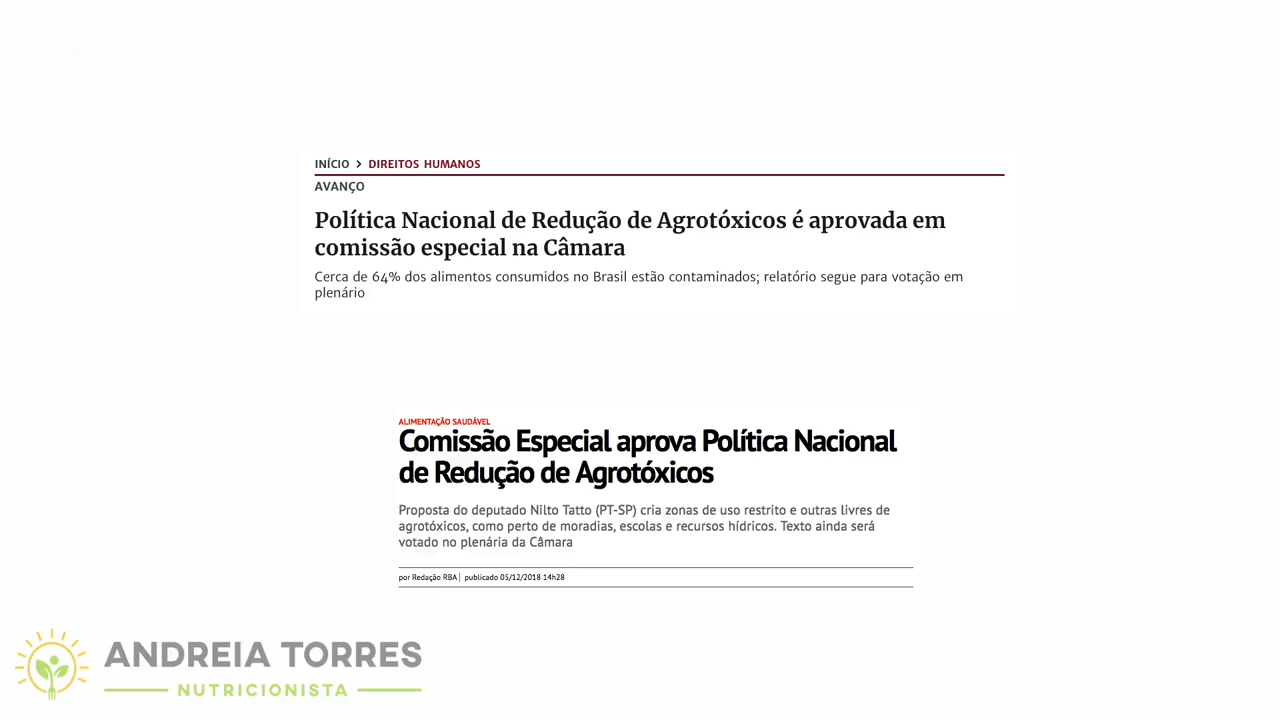 Text
INÍCIO > DIREITOS HUMANOS
AVANÇO
Política Nacional de Redução de Agrotóxicos é aprovada em
comissão especial na Câmara
Cerca de 64% dos alimentos consumidos no Brasil estão contaminados; relatório segue para votação em
plenário
ALIMENTAÇÃO SAUDÁVEL
Comissão Especial aprova Política Nacional
de Redução de Agrotóxicos
Proposta do deputado Nilto Tatto (PT-SP) cria zonas de uso restrito e outras livres de
agrotóxicos, como perto de moradias, escolas e recursos hídricos. Texto ainda será
votado no plenária da Câmara
por Redação RBA | publicado 05/12/2018 14h28
ANDREIA TORRES
NUTRICIONISTA